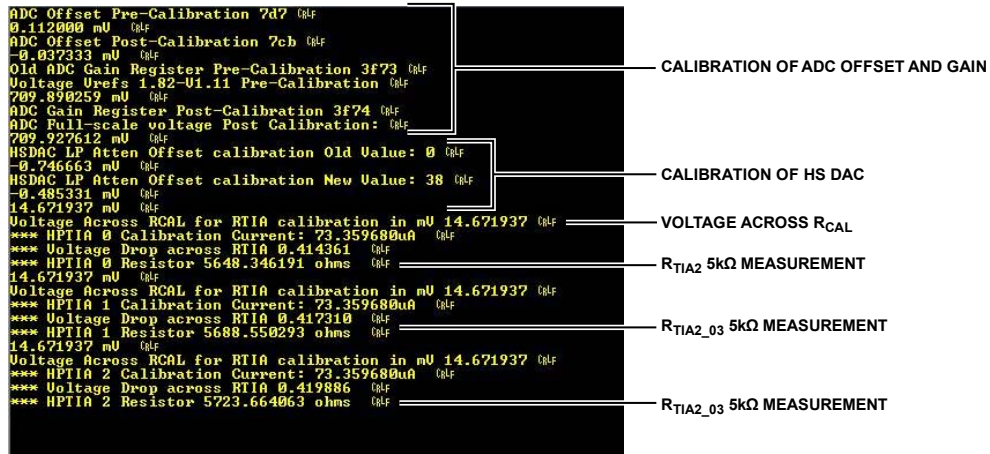 ADC Offset Pre-Calibration 7d7 CRLF
0.112000 mV CRLF
ADC Offset Post-Calibration 7cb CRLF
-0.037333 mV CRLF
Old ADC Gain Register Pre-Calibration 3f73 CRLF
Voltage Vrefs 1.82-V1.11 Pre-Calibration CRLF
709.890259 mV CRLF
ADC Gain Register Post-Calibration 3f74 CRLF
ADC Full-scale voltage Post Calibration: CRLF
709.927612 mV CRLF
HSDAC LP Atten Offset calibration Old Value: 0 CRLF
-0.746663 mV CRLF
HSDAC LP Atten Offset calibration New Value: 38 CRLF
-0.485331 mV CRLF
14.671937 mV CRLF
Voltage Across RCAL for RTIA calibration in mV 14.671937 CRLF
*** HPTIA 0 Calibration Current: 73.359680uA CRLF
*** Voltage Drop across RTIA 0.414361 CRLF
*** HPTIA 0 Resistor 5648.346191 ohms CRLF
14.671937 mV CRLF
Voltage Across RCAL for RTIA calibration in mV 14.671937 CRLF
*** HPTIA 1 Calibration Current: 73.359680uA CRLF
*** Voltage Drop across RTIA 0.417310 CRLF
*** HPTIA 1 Resistor 5688.550293 ohms CRLF
14.671937 mV CRLF
Voltage Across RCAL for RTIA calibration in mV 14.671937 CRLF
*** HPTIA 2 Calibration Current: 73.359680uA CRLF
*** Voltage Drop across RTIA 0.419886 CRLF
*** HPTIA 2 Resistor 5723.664063 ohms CRLF
CALIBRATION OF ADC OFFSET AND GAIN
CALIBRATION OF HS DAC
VOLTAGE ACROSS RCAL
RTIA2 5kΩ MEASUREMENT
RTIA2_03 5kΩ MEASUREMENT
RTIA2_03 5kΩ MEASUREMENT